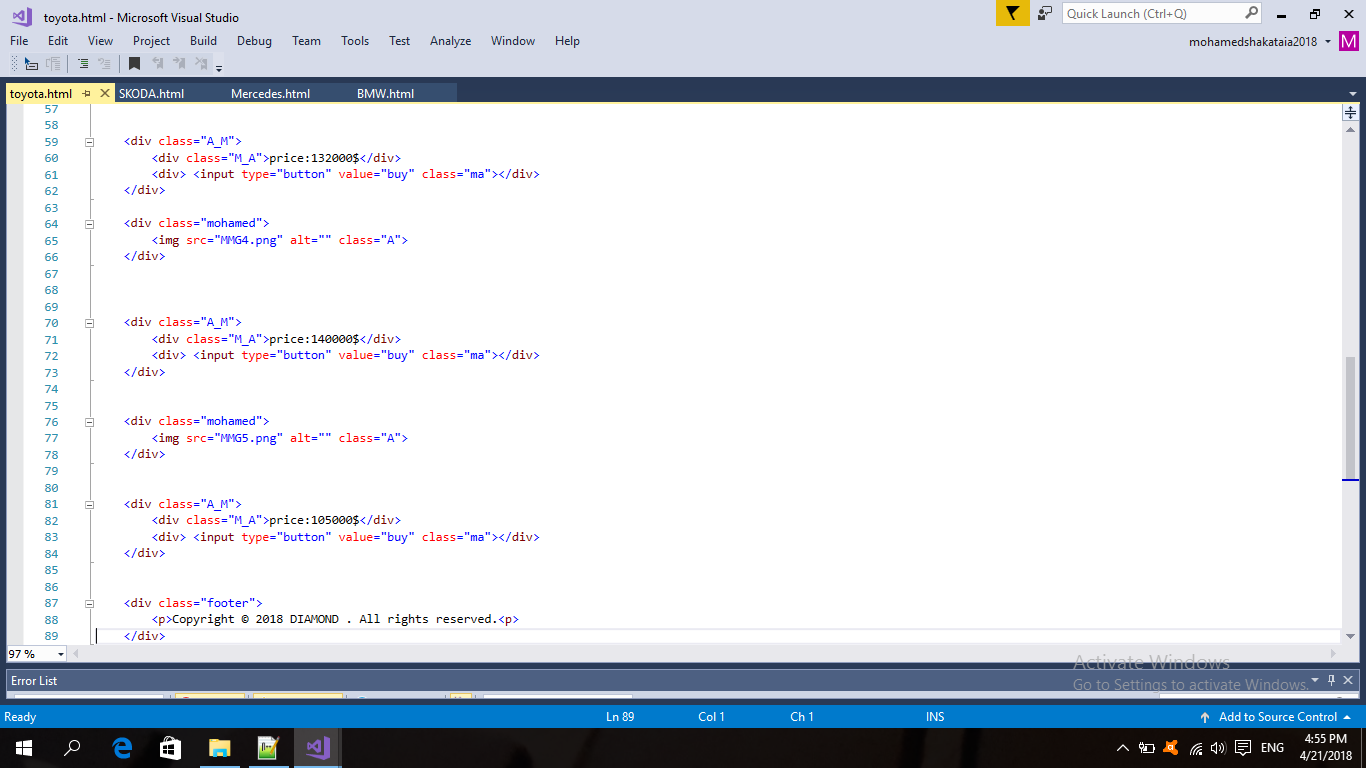 toyota.html - Microsoft Visual Studio
Quick Launch (Ctrl+Q)
File Edit View Project Build Debug Team Tools Test Analyze Window Help
mohamedshakataia2018 M
toyota.html SKODA.html Mercedes.html BMW.html
57
58
59 <div class="A_M">
60 <div class="M_A">price:132000$</div>
61 <div> <input type="button" value="buy" class="ma"></div>
62 </div>
63
64 <div class="mohamed">
65 <img src="MMG4.png" alt="" class="A">
66 </div>
67
68
69
70 <div class="A_M">
71 <div class="M_A">price:140000$</div>
72 <div> <input type="button" value="buy" class="ma"></div>
73 </div>
74
75
76 <div class="mohamed">
77 <img src="MMG5.png" alt="" class="A">
78 </div>
79
80
81 <div class="A_M">
82 <div class="M_A">price:105000$</div>
83 <div> <input type="button" value="buy" class="ma"></div>
84 </div>
85
86
87 <div class="footer">
88 <p>Copyright © 2018 DIAMOND . All rights reserved.<p>
89 </div>
97 %
Activate Windows
Go to Settings to activate Windows.
Error List
Ready Ln 89 Col 1 Ch 1 INS Add to Source Control
ENG
4:55 PM
4/21/2018